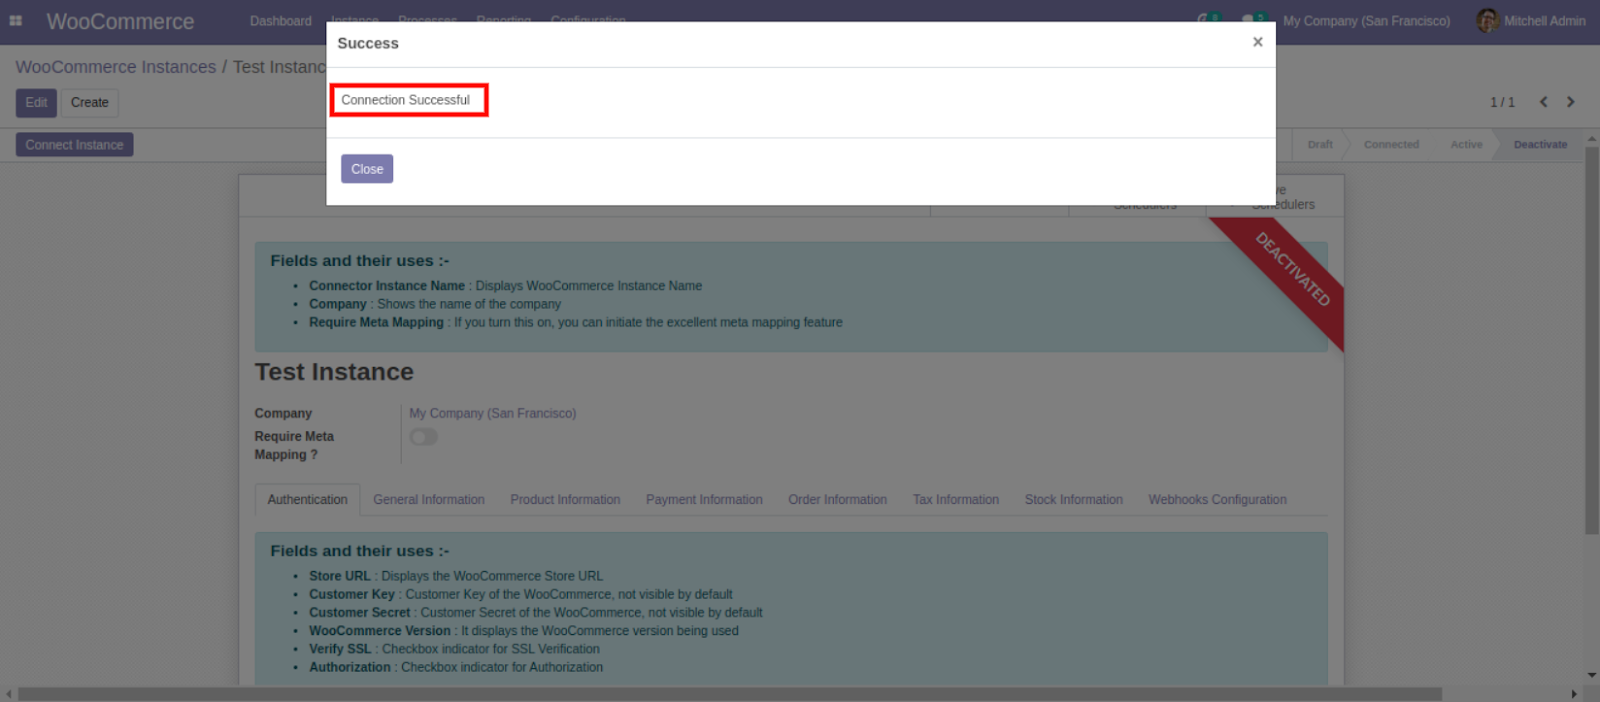 WooCommerce Dashboard Instance Processes Reporting Configuration My Company (San Francisco) Mitchell Admin
Success ×
WooCommerce Instances / Test Instanc
Edit Create
Connection Successful
1 / 1
Connect Instance
Draft Connected Active Deactivate
Close
Schedulers
Schedulers
DEACTIVATED
Fields and their uses :-
• Connector Instance Name : Displays WooCommerce Instance Name
• Company : Shows the name of the company
• Require Meta Mapping : If you turn this on, you can initiate the excellent meta mapping feature
Test Instance
Company My Company (San Francisco)
Require Meta
Mapping ?
Authentication General Information Product Information Payment Information Order Information Tax Information Stock Information Webhooks Configuration
Fields and their uses :-
• Store URL : Displays the WooCommerce Store URL
• Customer Key : Customer Key of the WooCommerce, not visible by default
• Customer Secret : Customer Secret of the WooCommerce, not visible by default
• WooCommerce Version : It displays the WooCommerce version being used
• Verify SSL : Checkbox indicator for SSL Verification
• Authorization : Checkbox indicator for Authorization